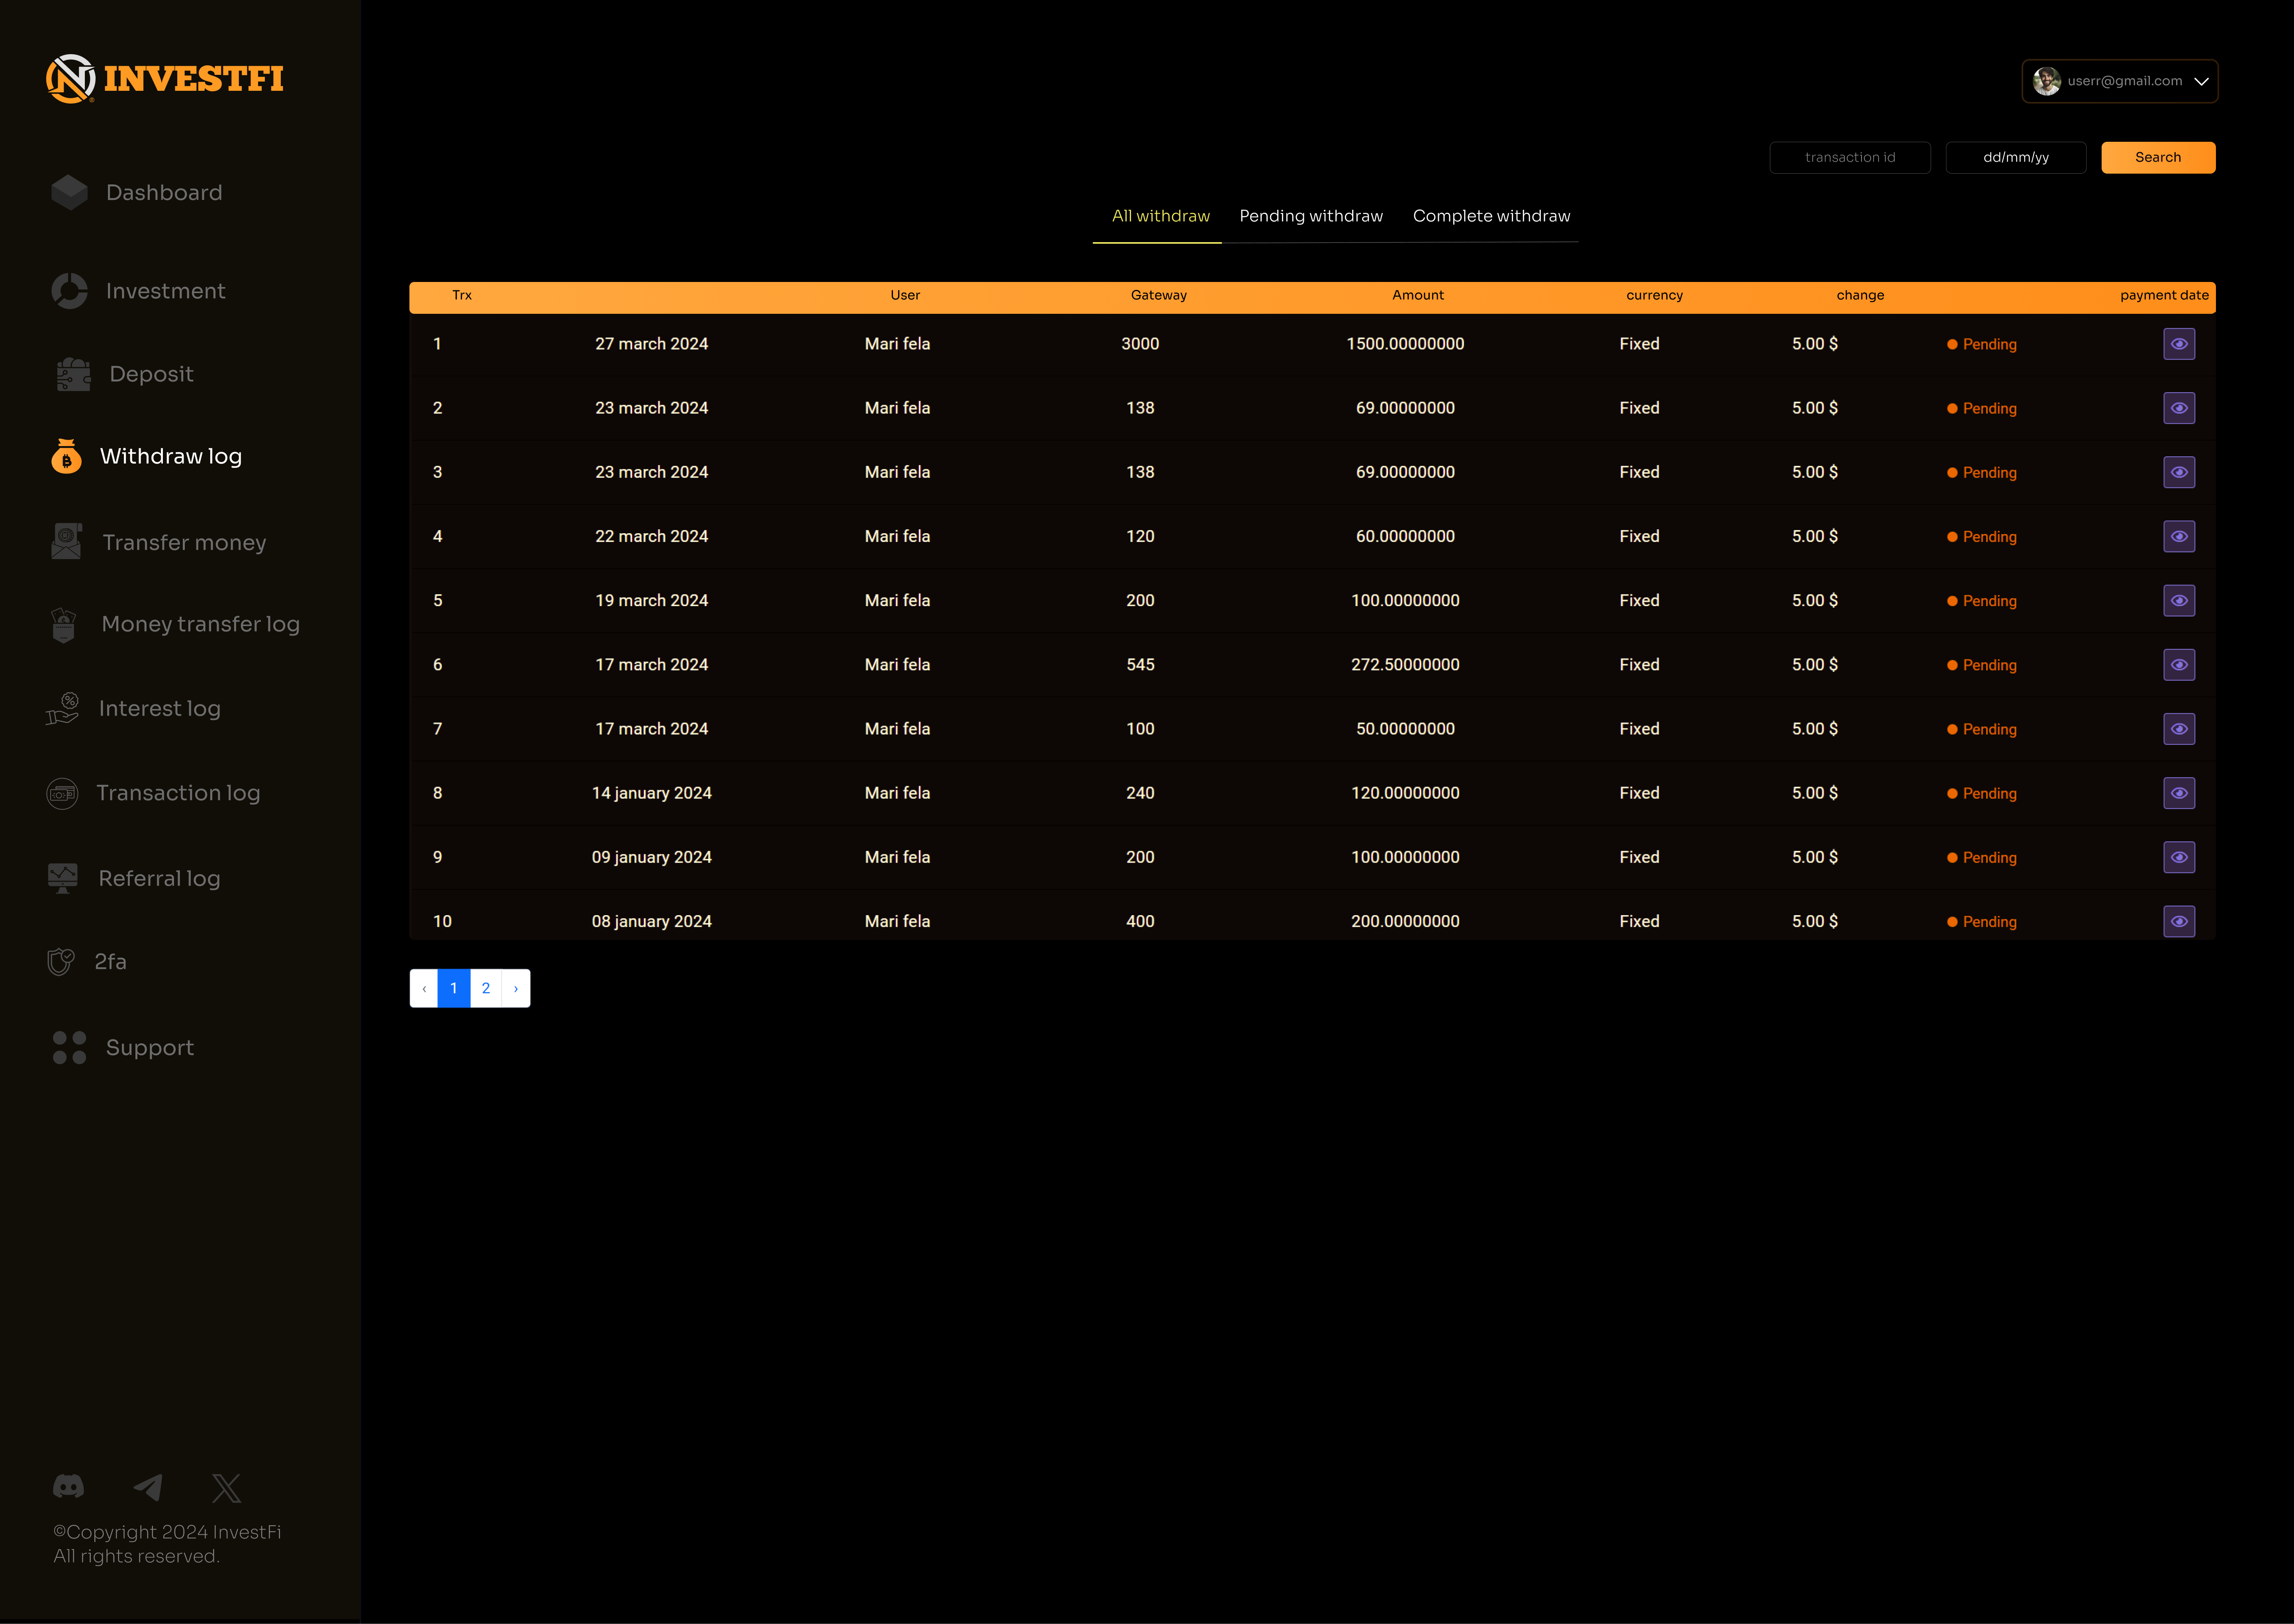 INVESTFI
userr@gmail.com
transaction id dd/mm/yy Search
All withdraw Pending withdraw Complete withdraw
Dashboard
Investment
Deposit
Withdraw log
Transfer money
Money transfer log
Interest log
Transaction log
Referral log
2fa
Support
Trx User Gateway Amount currency change payment date
1 27 march 2024 Mari fela 3000 1500.00000000 Fixed 5.00 $ Pending
2 23 march 2024 Mari fela 138 69.00000000 Fixed 5.00 $ Pending
3 23 march 2024 Mari fela 138 69.00000000 Fixed 5.00 $ Pending
4 22 march 2024 Mari fela 120 60.00000000 Fixed 5.00 $ Pending
5 19 march 2024 Mari fela 200 100.00000000 Fixed 5.00 $ Pending
6 17 march 2024 Mari fela 545 272.50000000 Fixed 5.00 $ Pending
7 17 march 2024 Mari fela 100 50.00000000 Fixed 5.00 $ Pending
8 14 january 2024 Mari fela 240 120.00000000 Fixed 5.00 $ Pending
9 09 january 2024 Mari fela 200 100.00000000 Fixed 5.00 $ Pending
10 08 january 2024 Mari fela 400 200.00000000 Fixed 5.00 $ Pending
‹ 1 2 ›
©Copyright 2024 InvestFi
All rights reserved.